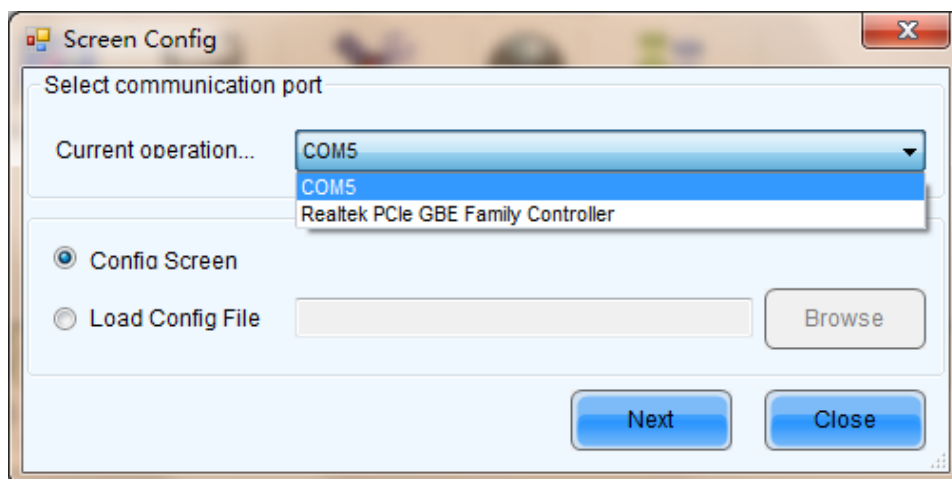 Screen Config
Select communication port
Current operation...
COM5
COM5
Realtek PCIe GBE Family Controller
Config Screen
Load Config File
Browse
Next
Close